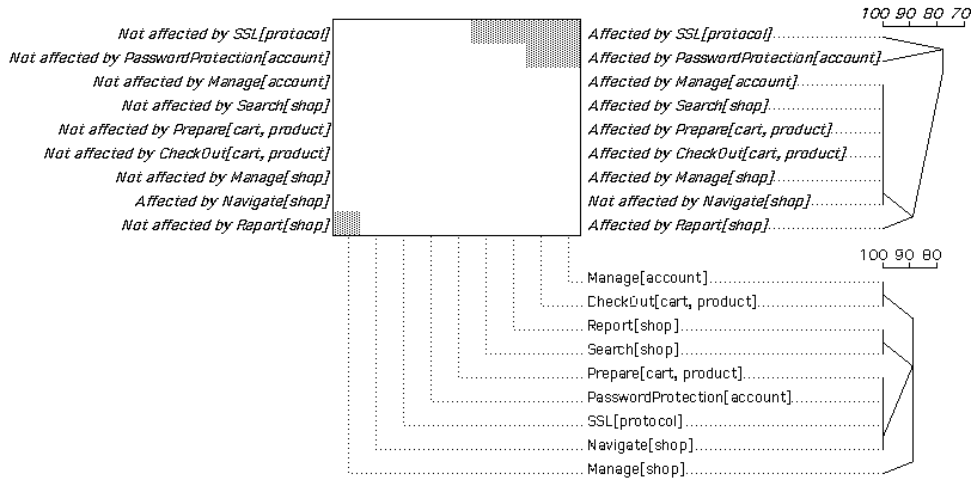 100 90 80 70
Not affected by SSL[protocol] Affected by SSL[protocol]
Not affected by PasswordProtection[account] Affected by PasswordProtection[account]
Not affected by Manage[account] Affected by Manage[account]
Not affected by Search[shop] Affected by Search[shop]
Not affected by Prepare[cart, product] Affected by Prepare[cart, product]
Not affected by CheckOut[cart, product] Affected by CheckOut[cart, product]
Not affected by Manage[shop] Affected by Manage[shop]
Affected by Navigate[shop] Not affected by Navigate[shop]
Not affected by Report[shop] Affected by Report[shop]
100 90 80
Manage[account]
CheckOut[cart, product]
Report[shop]
Search[shop]
Prepare[cart, product]
PasswordProtection[account]
SSL[protocol]
Navigate[shop]
Manage[shop]